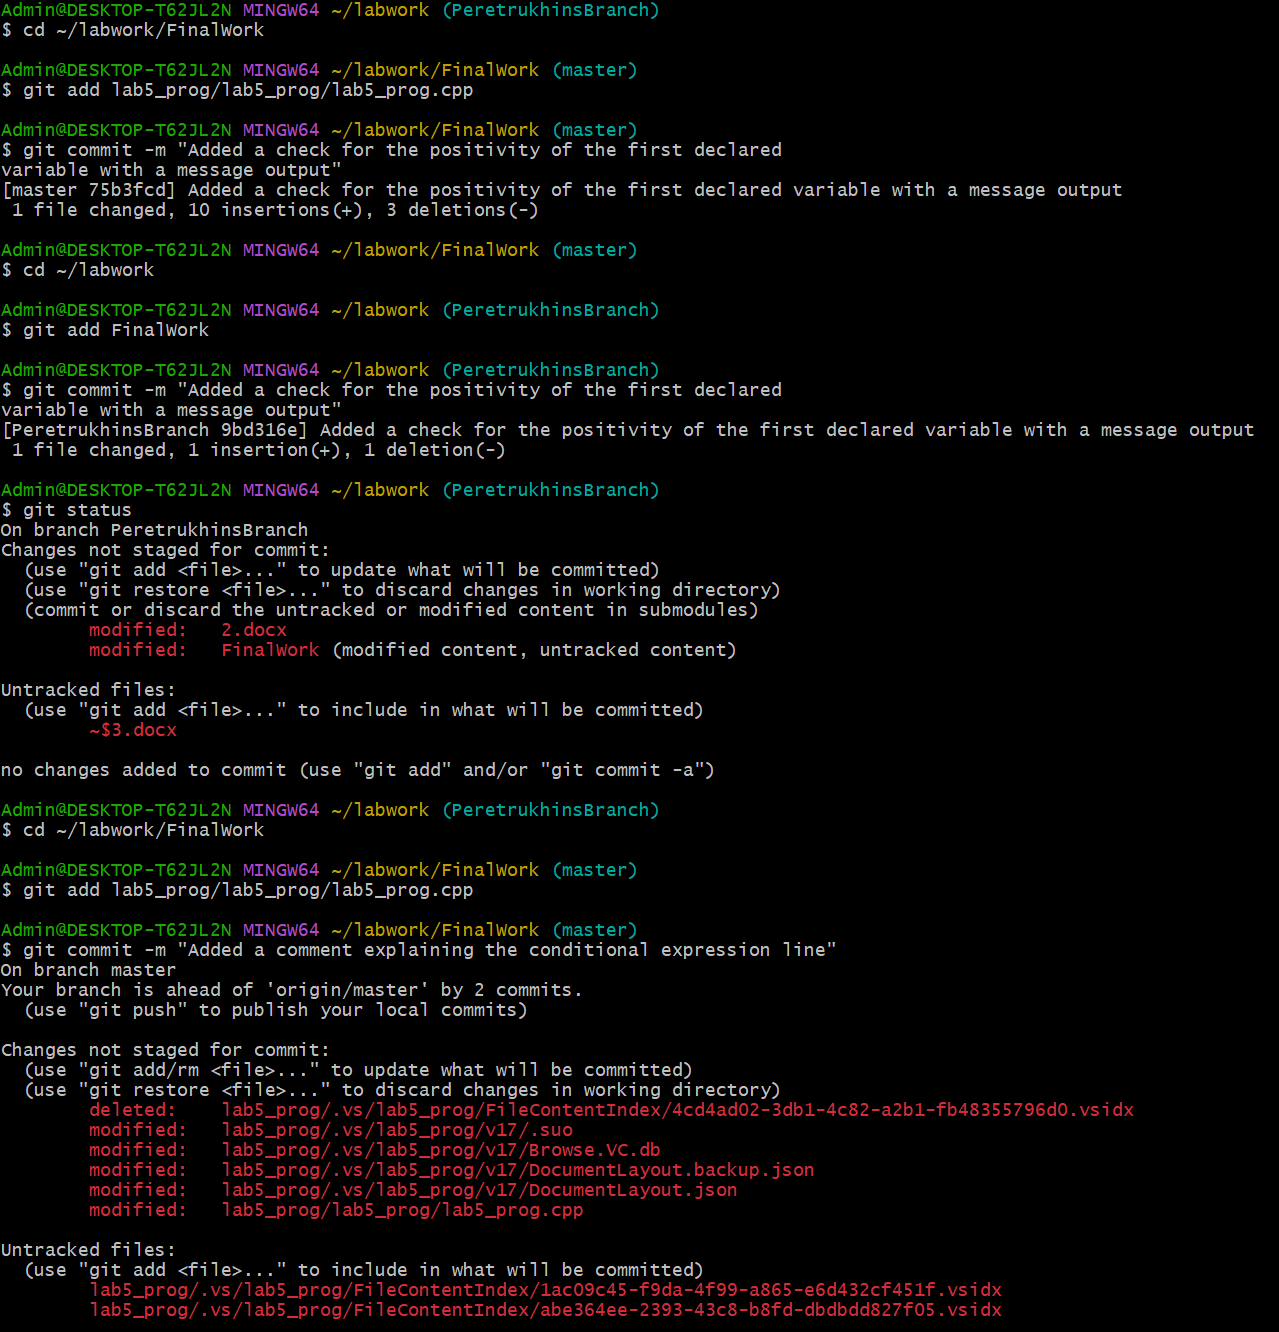 Admin@DESKTOP-T62JL2N MINGW64 ~/labwork (PeretrukhinsBranch)
$ cd ~/labwork/FinalWork
Admin@DESKTOP-T62JL2N MINGW64 ~/labwork/FinalWork (master)
$ git add lab5_prog/lab5_prog/lab5_prog.cpp
Admin@DESKTOP-T62JL2N MINGW64 ~/labwork/FinalWork (master)
$ git commit -m "Added a check for the positivity of the first declared
variable with a message output"
[master 75b3fcd] Added a check for the positivity of the first declared variable with a message output
 1 file changed, 10 insertions(+), 3 deletions(-)
Admin@DESKTOP-T62JL2N MINGW64 ~/labwork/FinalWork (master)
$ cd ~/labwork
Admin@DESKTOP-T62JL2N MINGW64 ~/labwork (PeretrukhinsBranch)
$ git add FinalWork
Admin@DESKTOP-T62JL2N MINGW64 ~/labwork (PeretrukhinsBranch)
$ git commit -m "Added a check for the positivity of the first declared
variable with a message output"
[PeretrukhinsBranch 9bd316e] Added a check for the positivity of the first declared variable with a message output
 1 file changed, 1 insertion(+), 1 deletion(-)
Admin@DESKTOP-T62JL2N MINGW64 ~/labwork (PeretrukhinsBranch)
$ git status
On branch PeretrukhinsBranch
Changes not staged for commit:
  (use "git add <file>..." to update what will be committed)
  (use "git restore <file>..." to discard changes in working directory)
  (commit or discard the untracked or modified content in submodules)
        modified:   2.docx
        modified:   FinalWork (modified content, untracked content)
Untracked files:
  (use "git add <file>..." to include in what will be committed)
        ~$3.docx
no changes added to commit (use "git add" and/or "git commit -a")
Admin@DESKTOP-T62JL2N MINGW64 ~/labwork (PeretrukhinsBranch)
$ cd ~/labwork/FinalWork
Admin@DESKTOP-T62JL2N MINGW64 ~/labwork/FinalWork (master)
$ git add lab5_prog/lab5_prog/lab5_prog.cpp
Admin@DESKTOP-T62JL2N MINGW64 ~/labwork/FinalWork (master)
$ git commit -m "Added a comment explaining the conditional expression line"
On branch master
Your branch is ahead of 'origin/master' by 2 commits.
  (use "git push" to publish your local commits)
Changes not staged for commit:
  (use "git add/rm <file>..." to update what will be committed)
  (use "git restore <file>..." to discard changes in working directory)
        deleted:    lab5_prog/.vs/lab5_prog/FileContentIndex/4cd4ad02-3db1-4c82-a2b1-fb48355796d0.vsidx
        modified:   lab5_prog/.vs/lab5_prog/v17/.suo
        modified:   lab5_prog/.vs/lab5_prog/v17/Browse.VC.db
        modified:   lab5_prog/.vs/lab5_prog/v17/DocumentLayout.backup.json
        modified:   lab5_prog/.vs/lab5_prog/v17/DocumentLayout.json
        modified:   lab5_prog/lab5_prog/lab5_prog.cpp
Untracked files:
  (use "git add <file>..." to include in what will be committed)
        lab5_prog/.vs/lab5_prog/FileContentIndex/1ac09c45-f9da-4f99-a865-e6d432cf451f.vsidx
        lab5_prog/.vs/lab5_prog/FileContentIndex/abe364ee-2393-43c8-b8fd-dbdbdd827f05.vsidx